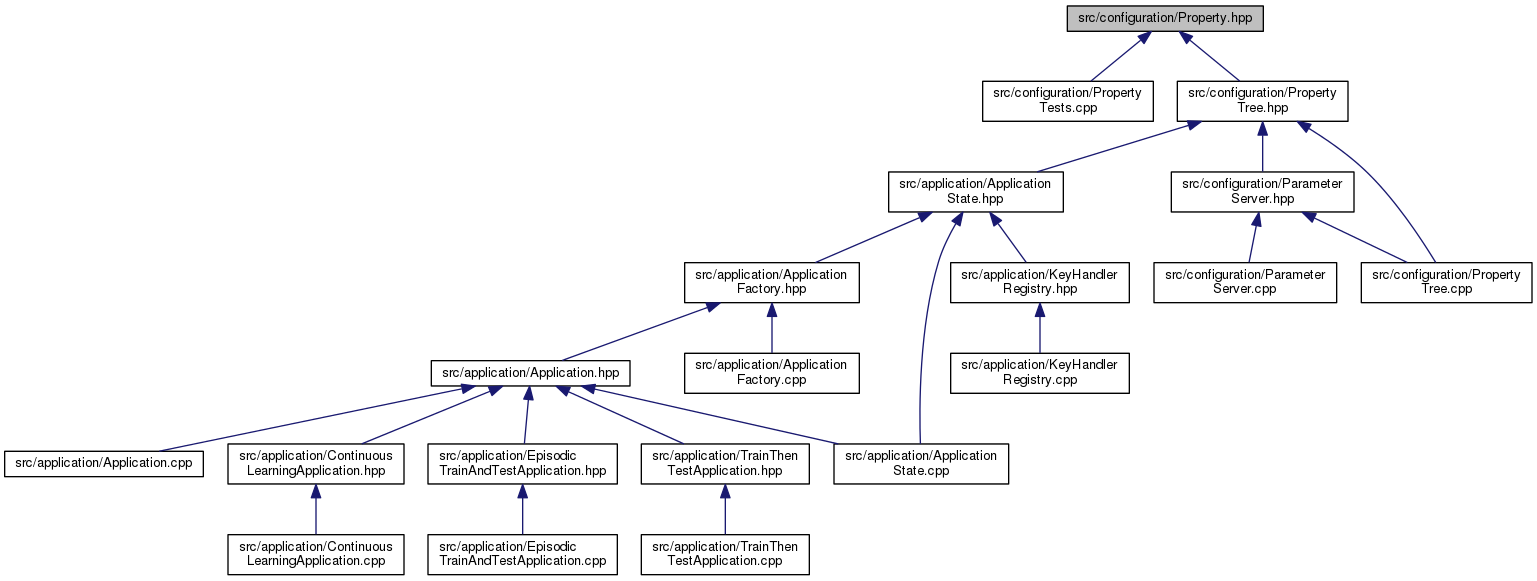 src/configuration/Property.hpp
src/configuration/Property
Tests.cpp
src/configuration/Property
Tree.hpp
src/application/Application
State.hpp
src/configuration/Parameter
Server.hpp
src/application/Application
Factory.hpp
src/application/KeyHandler
Registry.hpp
src/configuration/Parameter
Server.cpp
src/configuration/Property
Tree.cpp
src/application/Application.hpp
src/application/Application
Factory.cpp
src/application/KeyHandler
Registry.cpp
src/application/Application.cpp
src/application/Continuous
LearningApplication.hpp
src/application/Episodic
TrainAndTestApplication.hpp
src/application/TrainThen
TestApplication.hpp
src/application/Application
State.cpp
src/application/Continuous
LearningApplication.cpp
src/application/Episodic
TrainAndTestApplication.cpp
src/application/TrainThen
TestApplication.cpp